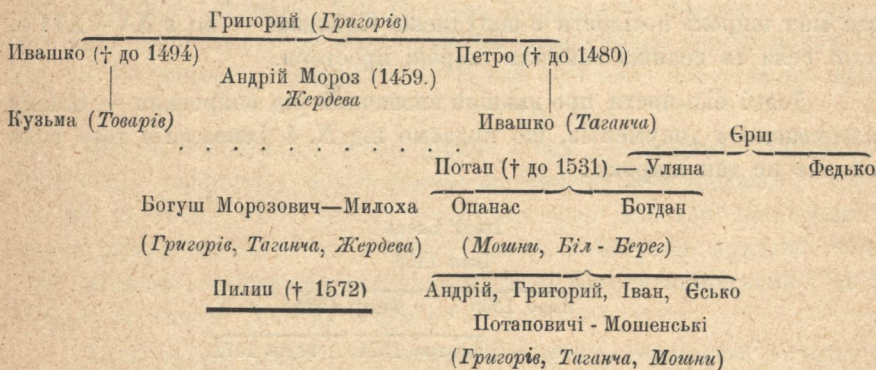 Григорий (Григорів)
Ивашко († до 1494) Петро († до 1480)
Андрій Мороз (1459.)
Жердева
Кузьма (Товарів) Ивашко (Таганча)
Єрш
Потап († до 1531) — Уляна Федько
Богуш Морозович—Милоха Опанас Богдан
(Григорів, Таганча, Жердева) (Мошни, Біл - Берег)
Пилип († 1572) Андрій, Григорий, Іван, Єсько
Потаповичі - Мошенські
(Григорів, Таганча, Мошни)